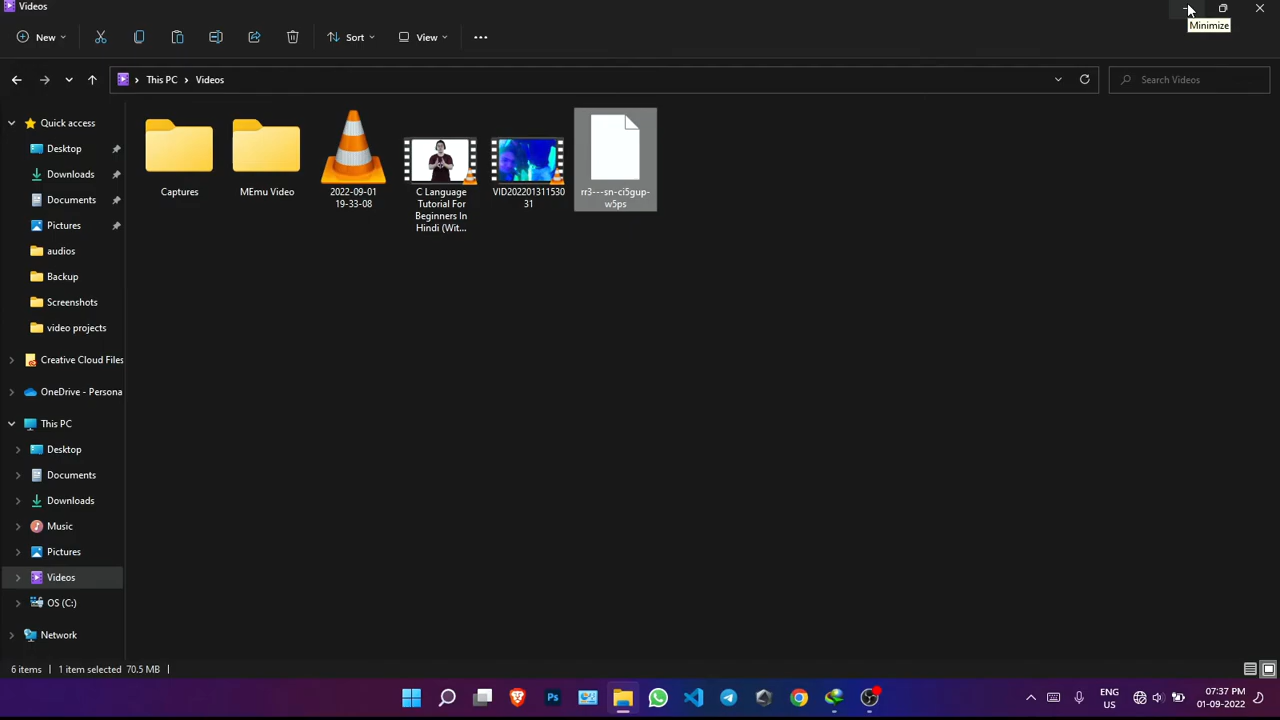 Videos
Minimize
New
Sort
View
This PC
Videos
Search Videos
Quick access
Desktop
Downloads
Documents
Pictures
audios
Backup
Screenshots
video projects
Creative Cloud Files
OneDrive - Persona
This PC
Desktop
Documents
Downloads
Music
Pictures
Videos
OS (C:)
Network
Captures
MEmu Video
2022-09-01
19-33-08
C Language
Tutorial For
Beginners In
Hindi (Wit...
VID202201311530
31
rr3---sn-ci5gup-
w5ps
6 items
1 item selected 70.5 MB
Ps
ENG
US
07:37 PM
01-09-2022